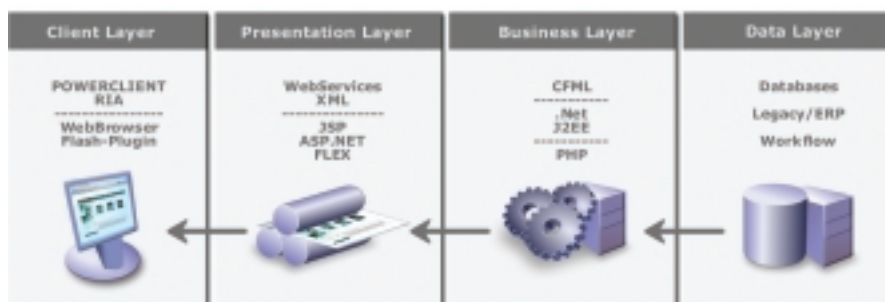 Client Layer
POWERCLIENT
RIA
WebBrowser
Flash-Plugin
Presentation Layer
WebServices
XML
JSP
ASP.NET
FLEX
Business Layer
CFML
.Net
J2EE
PHP
Data Layer
Databases
Legacy/ERP
Workflow